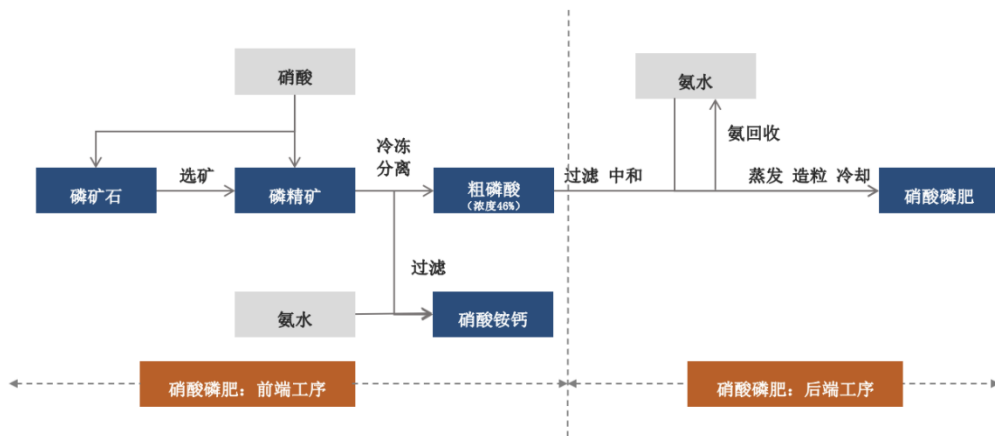 硝酸
氨水
氨回收
冷冻
分离
磷矿石
选矿
磷精矿
粗磷酸
（浓度46%）
过滤 中和
蒸发 造粒 冷却
硝酸磷肥
过滤
氨水
硝酸铵钙
硝酸磷肥：前端工序
硝酸磷肥：后端工序